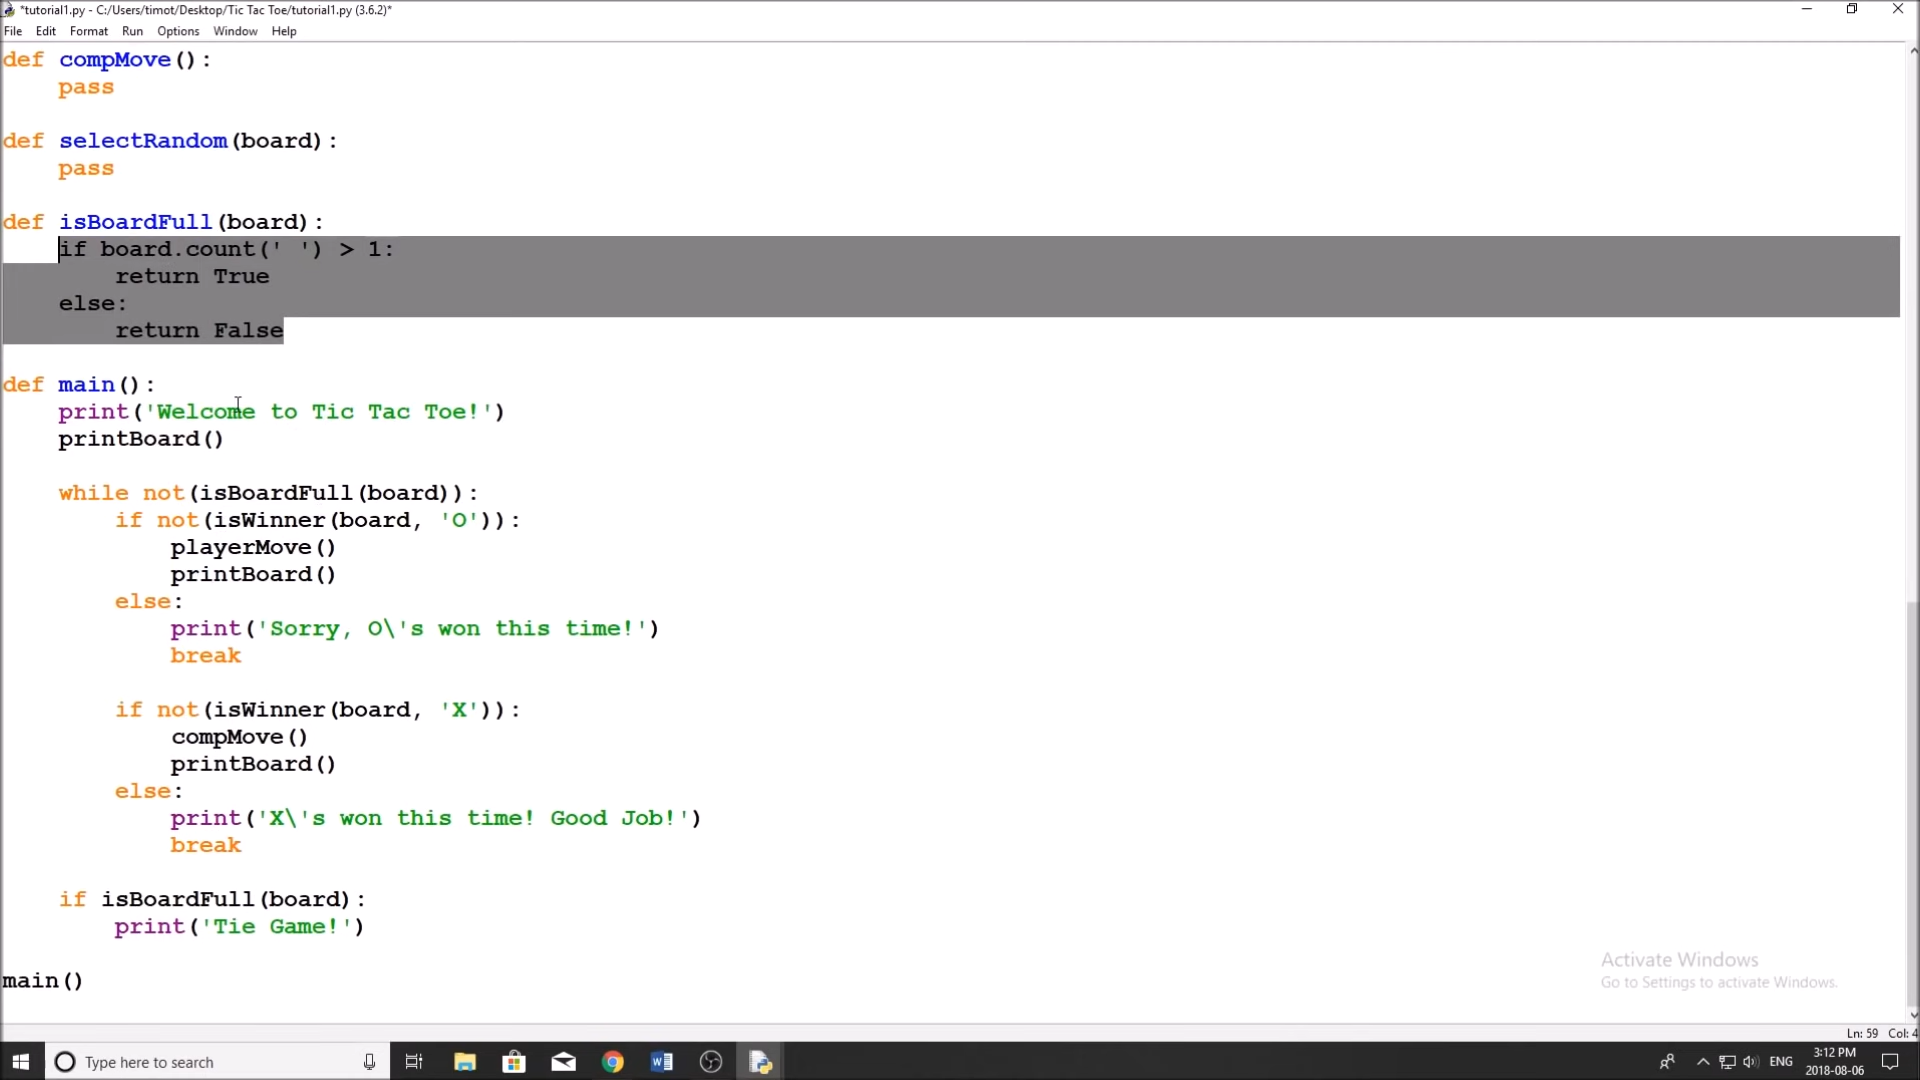 *tutorial1.py - C:/Users/timot/Desktop/Tic Tac Toe/tutorial1.py (3.6.2)*
File Edit Format Run Options Window Help
def compMove():
    pass
def selectRandom(board):
    pass
def isBoardFull(board):
    if board.count(' ') > 1:
        return True
    else:
        return False
def main():
    print('Welcome to Tic Tac Toe!')
    printBoard()
    while not(isBoardFull(board)):
        if not(isWinner(board, 'O')):
            playerMove()
            printBoard()
        else:
            print('Sorry, O\'s won this time!')
            break
        if not(isWinner(board, 'X')):
            compMove()
            printBoard()
        else:
            print('X\'s won this time! Good Job!')
            break
    if isBoardFull(board):
        print('Tie Game!')
main()
Activate Windows
Go to Settings to activate Windows.
Ln: 59 Col: 4
Type here to search
ENG
3:12 PM
2018-08-06